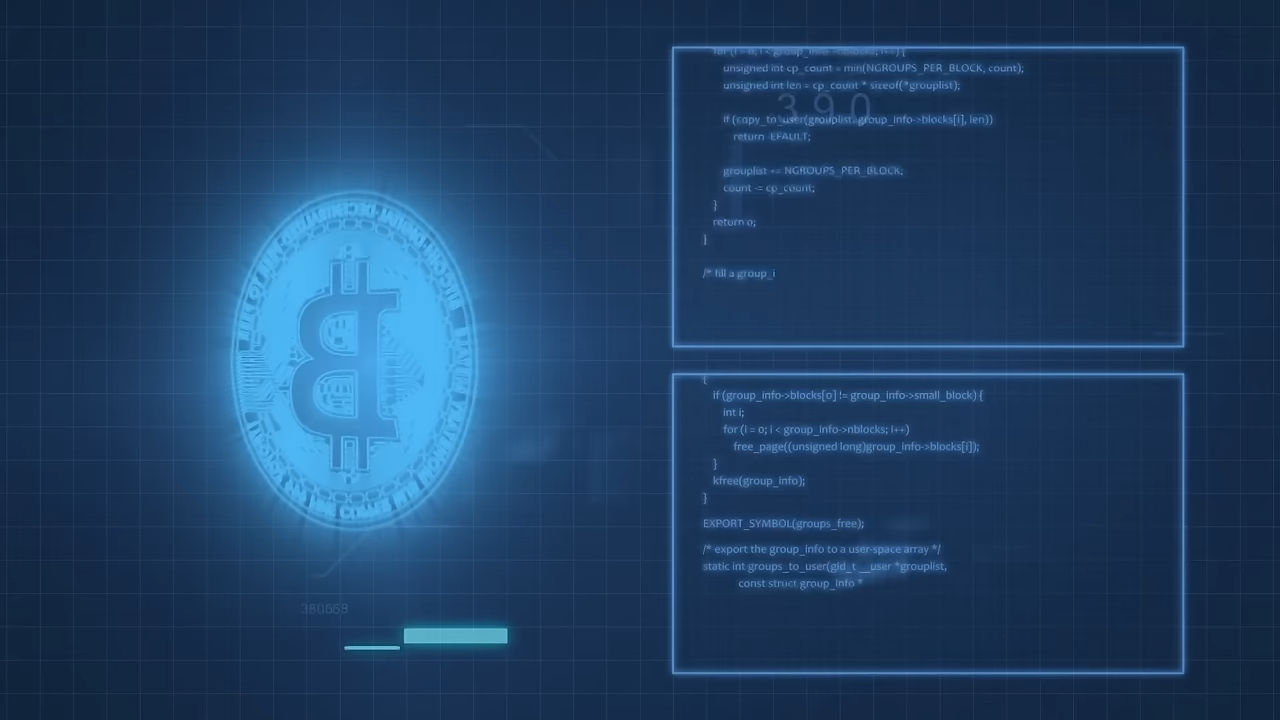 unsigned int cp_count = min(NGROUPS_PER_BLOCK, count);
unsigned int len = cp_count * sizeof(*grouplist);
390
if (copy_to_user(grouplist, group_info->blocks[i], len))
return -EFAULT;
grouplist += NGROUPS_PER_BLOCK;
count -= cp_count;
}
return 0;
}
/* fill a group_i
{
if (group_info->blocks[0] != group_info->small_block) {
int i;
for (i = 0; i < group_info->nblocks; i++)
free_page((unsigned long)group_info->blocks[i]);
}
kfree(group_info);
}
EXPORT_SYMBOL(groups_free);
/* export the group_info to a user-space array */
static int groups_to_user(gid_t __user *grouplist,
const struct group_info *